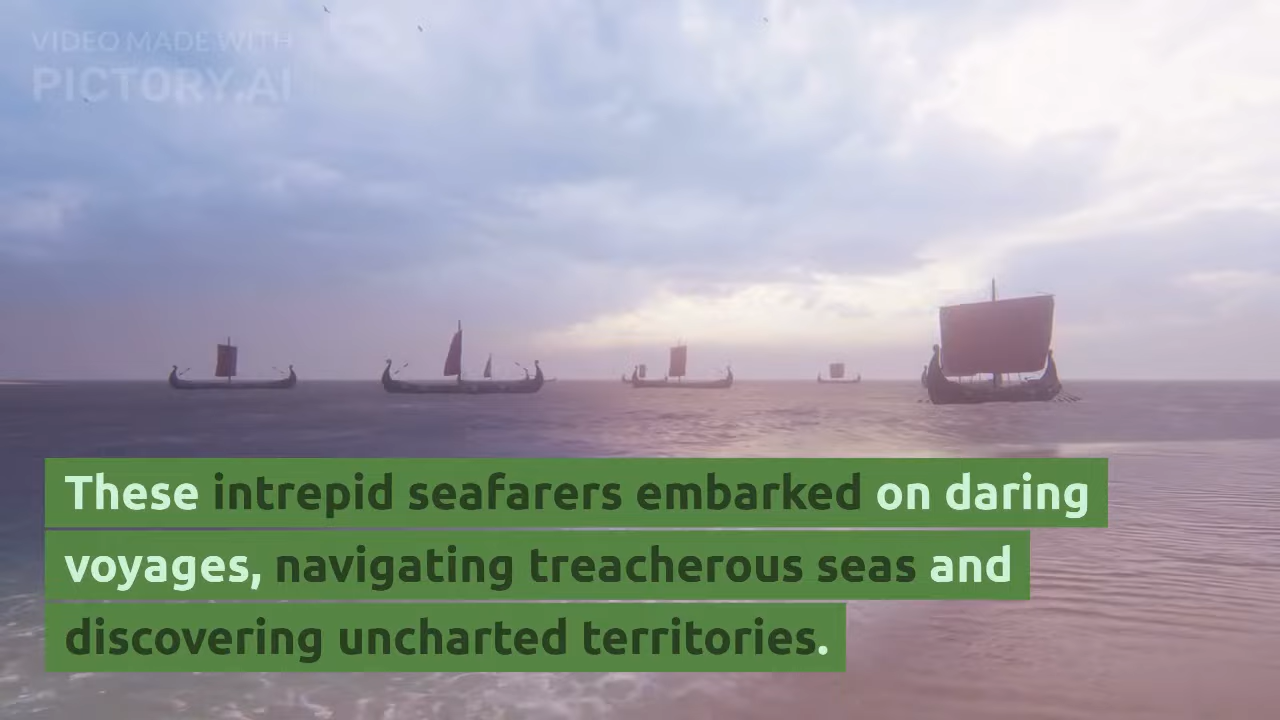 VIDEO MADE WITH
PICTORY.AI
These intrepid seafarers embarked on daring
voyages, navigating treacherous seas and
discovering uncharted territories.